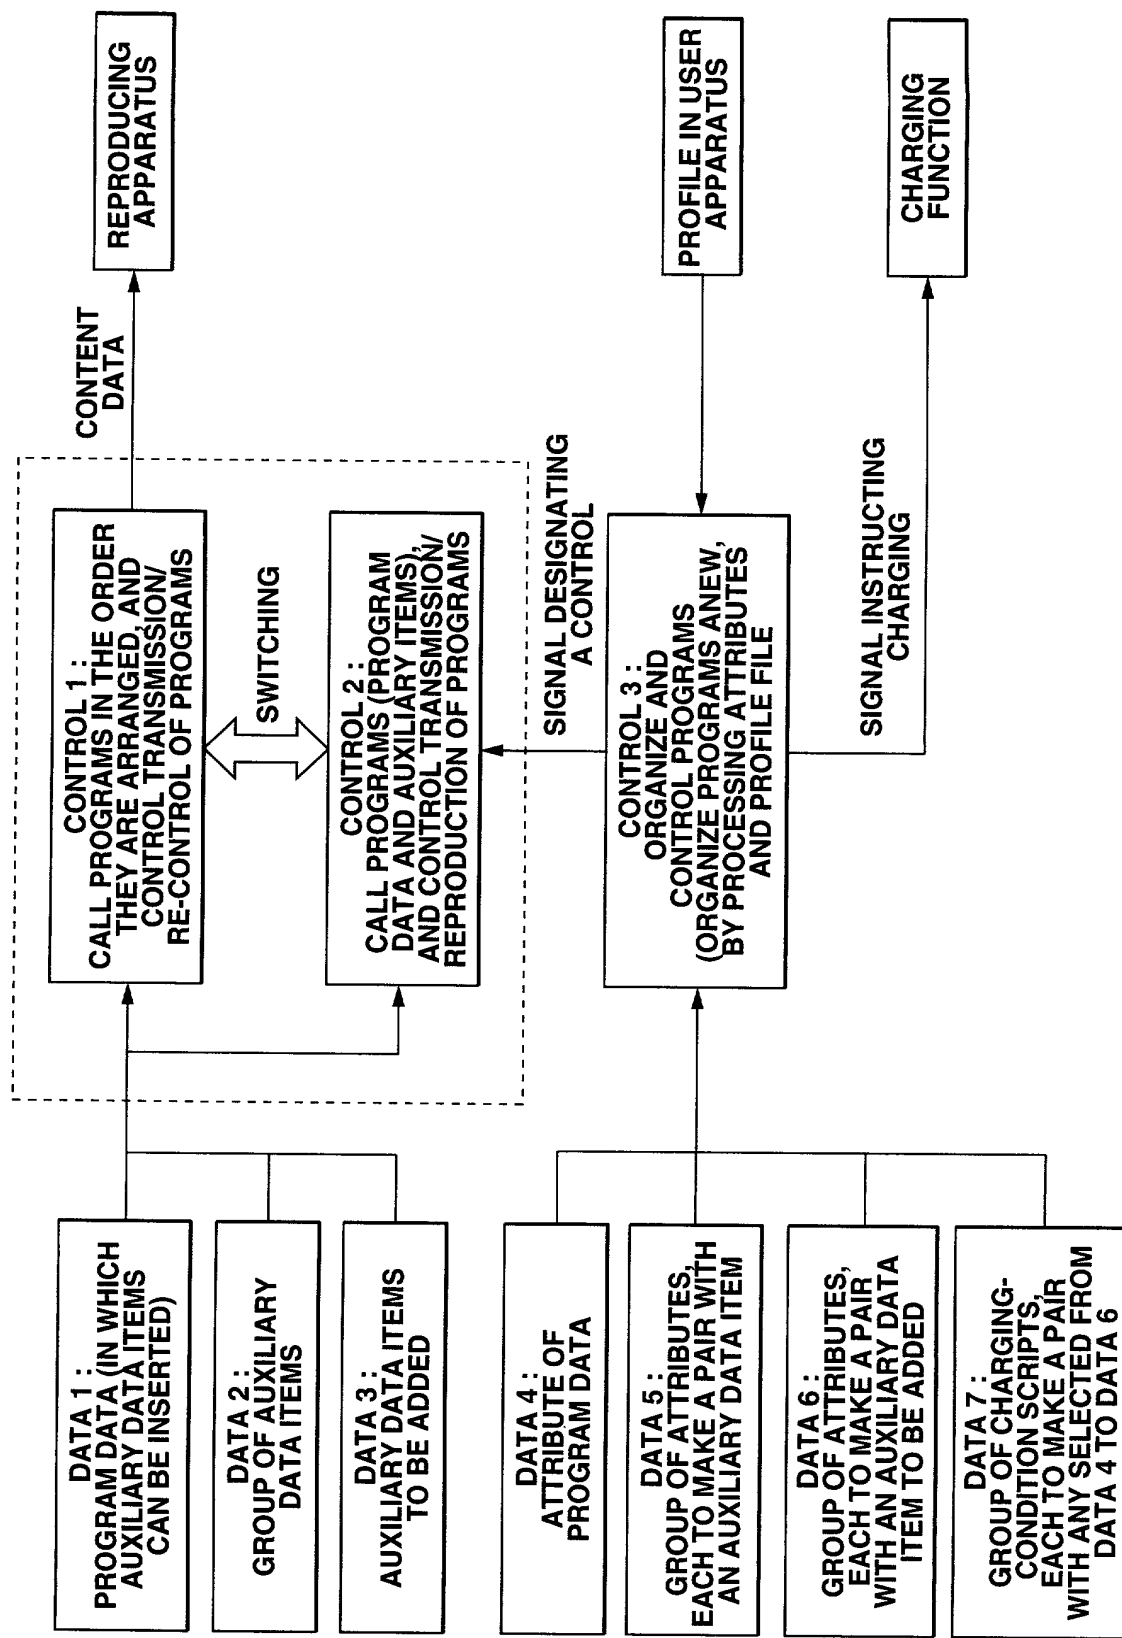 DATA 1 :
PROGRAM DATA (IN WHICH
AUXILIARY DATA ITEMS
CAN BE INSERTED)
DATA 2 :
GROUP OF AUXILIARY
DATA ITEMS
DATA 3 :
AUXILIARY DATA ITEMS
TO BE ADDED
DATA 4 :
ATTRIBUTE OF
PROGRAM DATA
DATA 5 :
GROUP OF ATTRIBUTES,
EACH TO MAKE A PAIR WITH
AN AUXILIARY DATA ITEM
DATA 6 :
GROUP OF ATTRIBUTES,
EACH TO MAKE A PAIR
WITH AN AUXILIARY DATA
ITEM TO BE ADDED
DATA 7 :
GROUP OF CHARGING-
CONDITION SCRIPTS,
EACH TO MAKE A PAIR
WITH ANY SELECTED FROM
DATA 4 TO DATA 6
CONTROL 1 :
CALL PROGRAMS IN THE ORDER
THEY ARE ARRANGED, AND
CONTROL TRANSMISSION/
RE-CONTROL OF PROGRAMS
SWITCHING
CONTROL 2 :
CALL PROGRAMS (PROGRAM
DATA AND AUXILIARY ITEMS),
AND CONTROL TRANSMISSION/
REPRODUCTION OF PROGRAMS
SIGNAL DESIGNATING
A CONTROL
CONTROL 3 :
ORGANIZE AND
CONTROL PROGRAMS
(ORGANIZE PROGRAMS ANEW,
BY PROCESSING ATTRIBUTES
AND PROFILE FILE
SIGNAL INSTRUCTING
CHARGING
CONTENT
DATA
REPRODUCING
APPARATUS
PROFILE IN USER
APPARATUS
CHARGING
FUNCTION